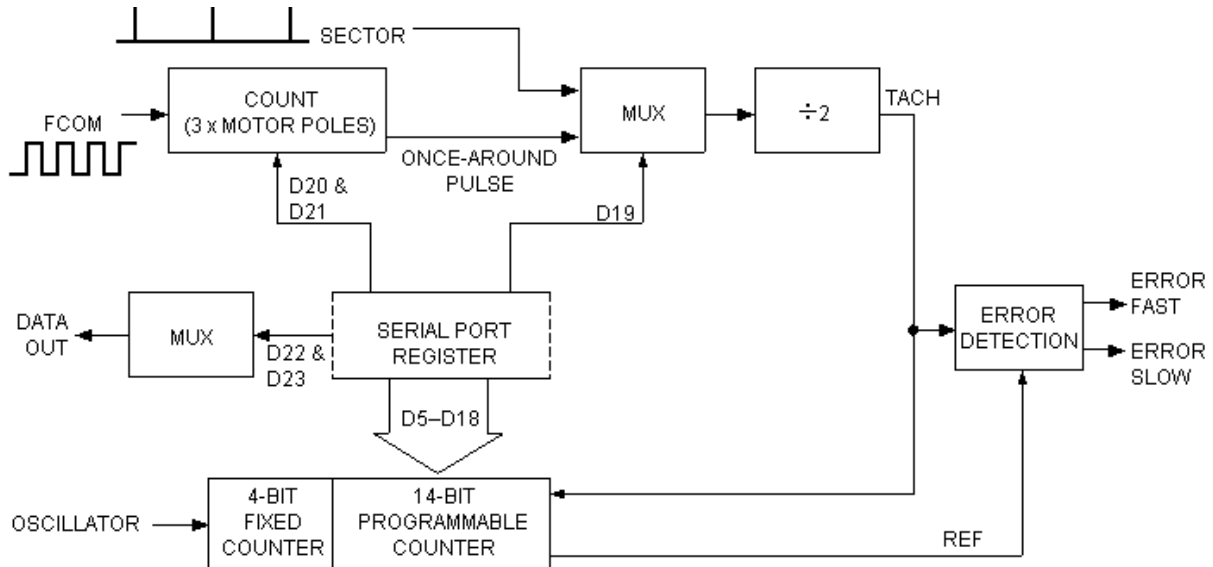 SECTOR
COUNT
(3 x MOTOR POLES)
FCOM
MUX
÷2
TACH
ONCE-AROUND
PULSE
D20 &
D21
D19
DATA
OUT
MUX
D22 &
D23
SERIAL PORT
REGISTER
ERROR
DETECTION
ERROR
FAST
ERROR
SLOW
D5–D18
OSCILLATOR
4-BIT
FIXED
COUNTER
14-BIT
PROGRAMMABLE
COUNTER
REF